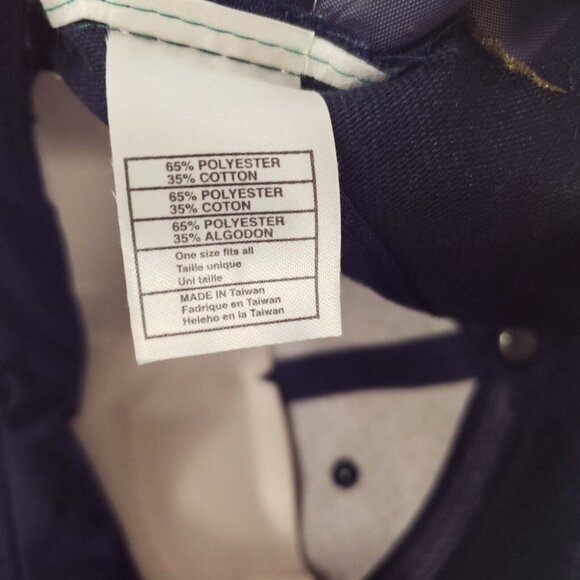 65% POLYESTER
35% COTTON
65% POLYESTER
35% COTON
65% POLYESTER
35% ALGODON
One size fits all
Taille unique
Uni taille
MADE IN Taiwan
Fadrique en Taiwan
Heleho en la Taiwan